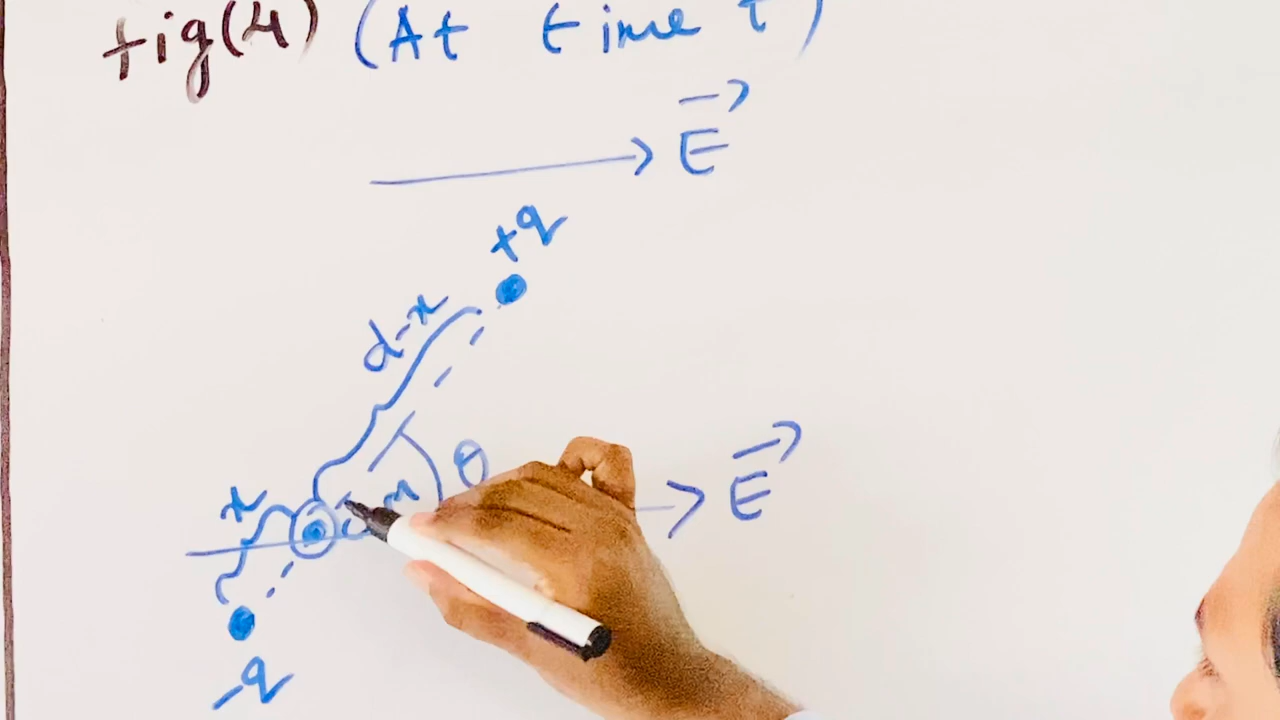 fig(4) (At time t)
E
+q
d-x
θ
x
cm
E
-q